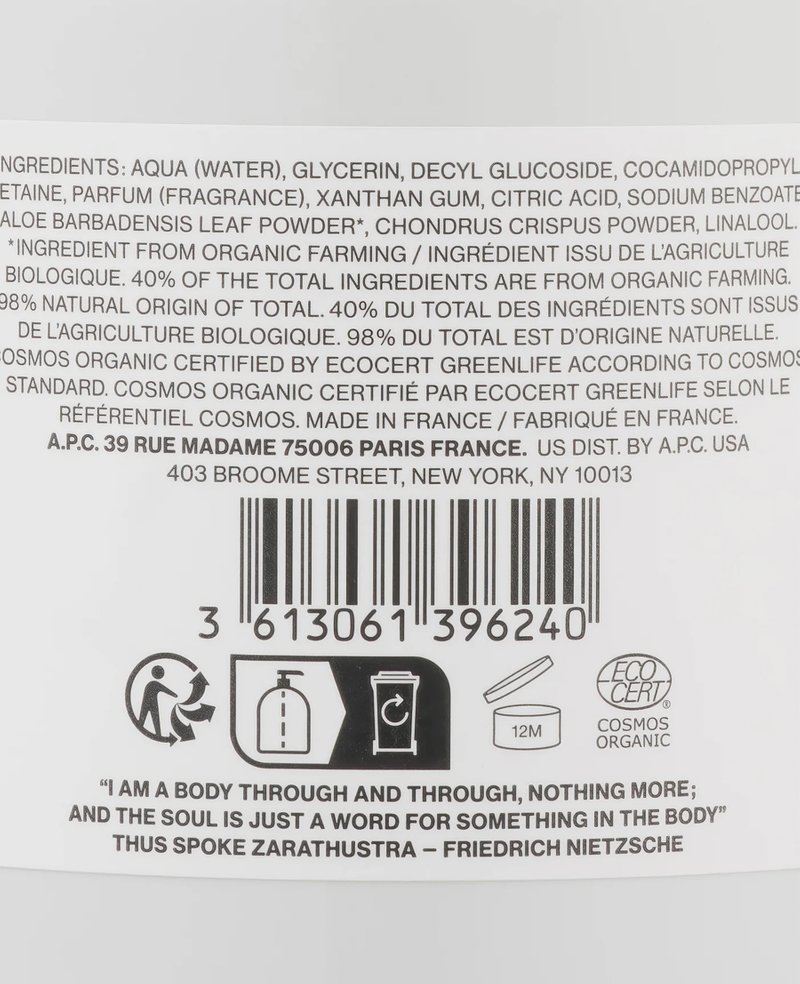 NGREDIENTS: AQUA (WATER), GLYCERIN, DECYL GLUCOSIDE, COCAMIDOPROPYL
ETAINE, PARFUM (FRAGRANCE), XANTHAN GUM, CITRIC ACID, SODIUM BENZOATE
ALOE BARBADENSIS LEAF POWDER*, CHONDRUS CRISPUS POWDER, LINALOOL.
*INGREDIENT FROM ORGANIC FARMING / INGRÉDIENT ISSU DE L'AGRICULTURE
BIOLOGIQUE. 40% OF THE TOTAL INGREDIENTS ARE FROM ORGANIC FARMING.
98% NATURAL ORIGIN OF TOTAL. 40% DU TOTAL DES INGRÉDIENTS SONT ISSUS
DE L'AGRICULTURE BIOLOGIQUE. 98% DU TOTAL EST D'ORIGINE NATURELLE.
COSMOS ORGANIC CERTIFIED BY ECOCERT GREENLIFE ACCORDING TO COSMOS
STANDARD. COSMOS ORGANIC CERTIFIÉ PAR ECOCERT GREENLIFE SELON LE
RÉFÉRENTIEL COSMOS. MADE IN FRANCE / FABRIQUÉ EN FRANCE.
A.P.C. 39 RUE MADAME 75006 PARIS FRANCE. US DIST. BY A.P.C. USA
403 BROOME STREET, NEW YORK, NY 10013
3 613061 396240
12M
ECO
CERT®
COSMOS
ORGANIC
"I AM A BODY THROUGH AND THROUGH, NOTHING MORE;
AND THE SOUL IS JUST A WORD FOR SOMETHING IN THE BODY"
THUS SPOKE ZARATHUSTRA – FRIEDRICH NIETZSCHE